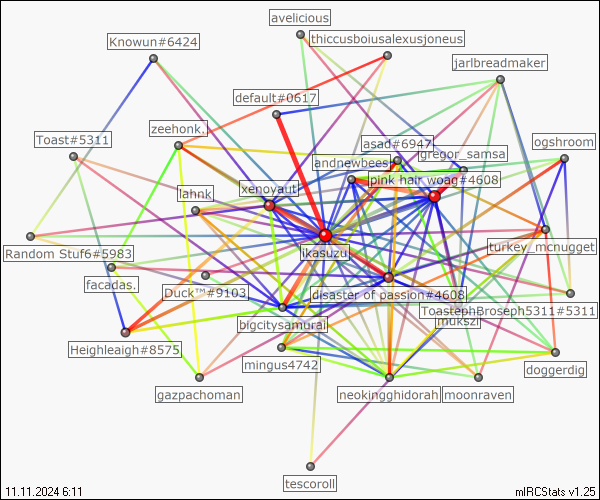 avelicious
thiccusboiusalexusjoneus
Knowun#6424
jarlbreadmaker
default#0617
zeehonk.
Toast#5311
asad#6947
ogshroom
gregor_samsa
andnewbees
pink hair woag#4608
xenoyaut
lahnk
Random Stuf6#5983
ikasuzu
turkey_mcnugget
facadas.
Duck™#9103
disaster of passion#4608
ToastephBroseph5311#5311
bigcitysamurai
mukszi
Heighleaigh#8575
mingus4742
doggerdig
gazpachoman
neokingghidorah
moonraven
tescoroll
11.11.2024 6:11
mIRCStats v1.25